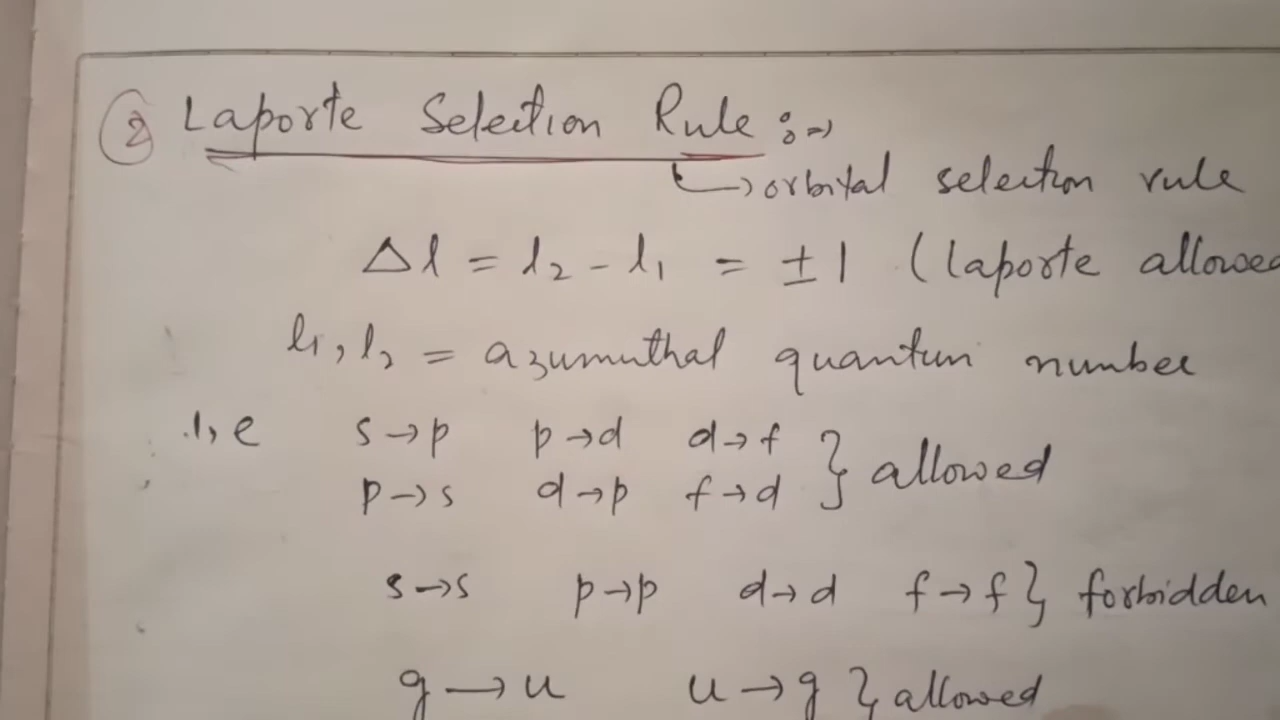 ② Laporte Selection Rule :⇒
↳ orbital selection rule
Δl = l₂ - l₁ = ±1 (laporte allowed
l₁, l₂ = azumuthal quantum number
i,e s→p p→d d→f } allowed
p→s d→p f→d
s→s p→p d→d f→f } forbidden
g→u u→g } allowed